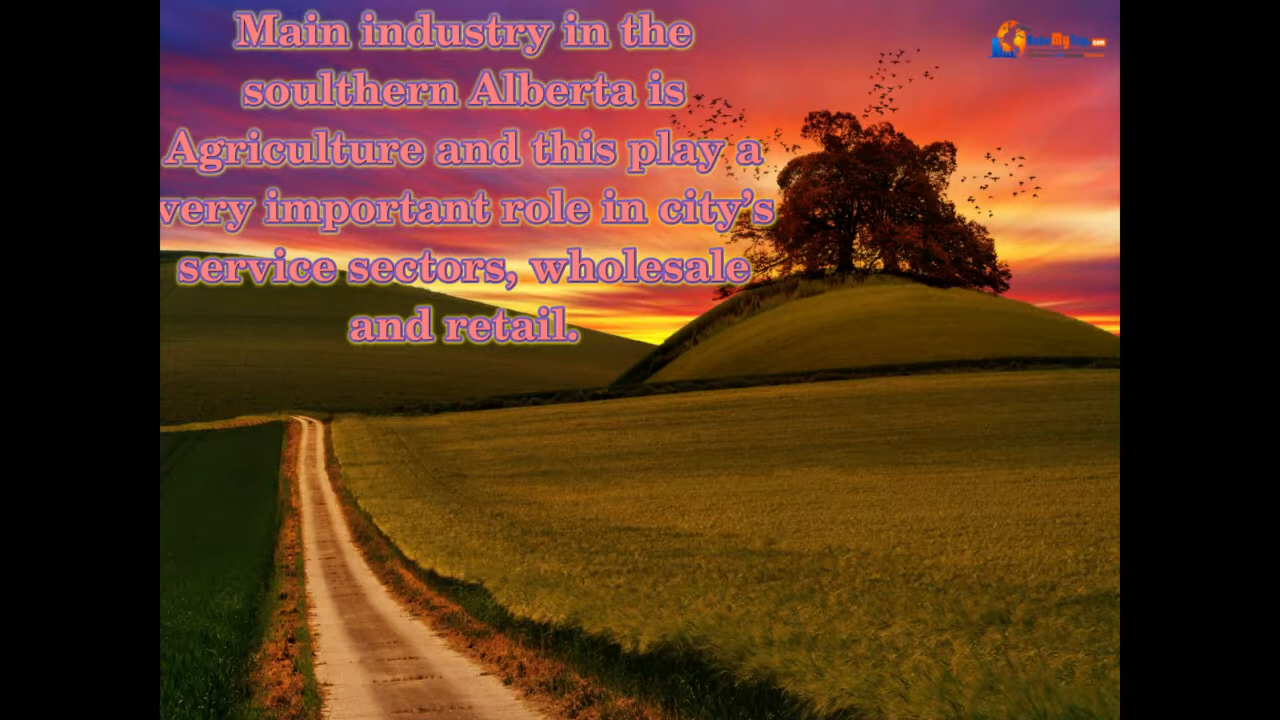 Main industry in the
soulthern Alberta is
Agriculture and this play a
very important role in city's
service sectors, wholesale
and retail.